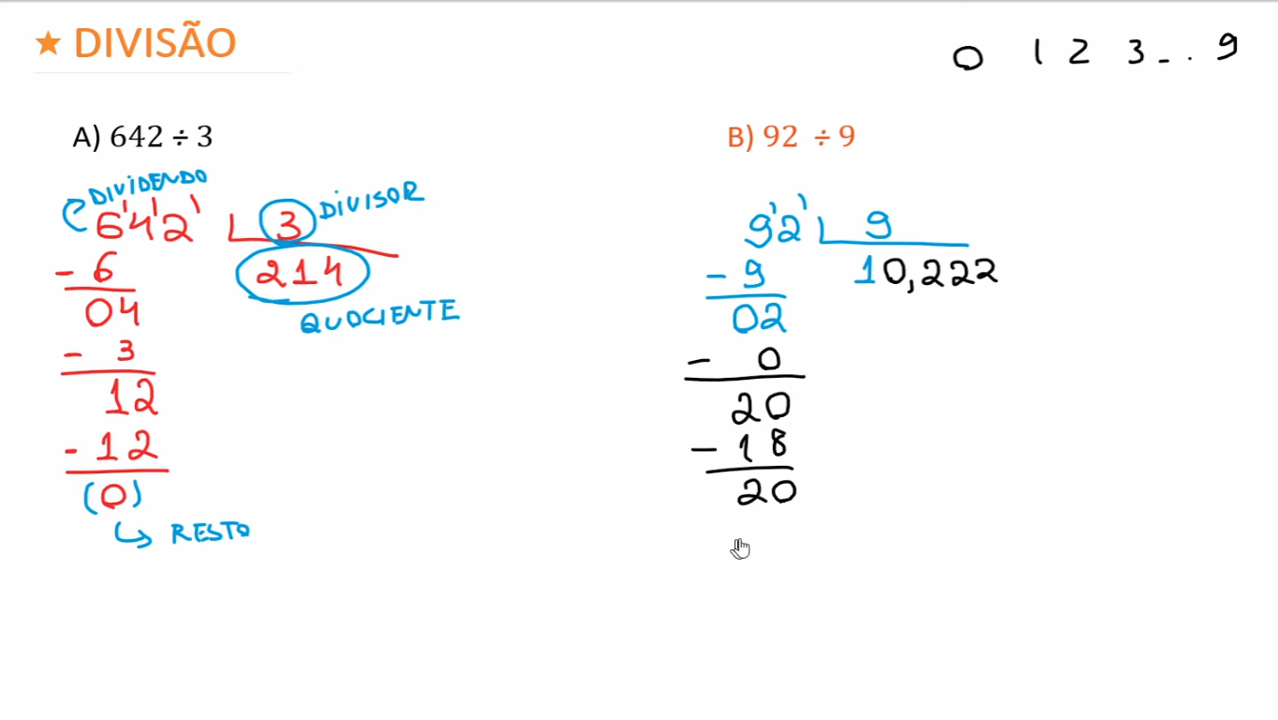 ★ DIVISÃO
0 1 2 3 _ . 9
A) 642 ÷ 3
DIVIDENDO
642 3 DIVISOR
- 6 214
04 QUOCIENTE
- 3
12
- 12
(0)
RESTO
B) 92 ÷ 9
92 9
- 9 10,222
02
- 0
20
- 18
20